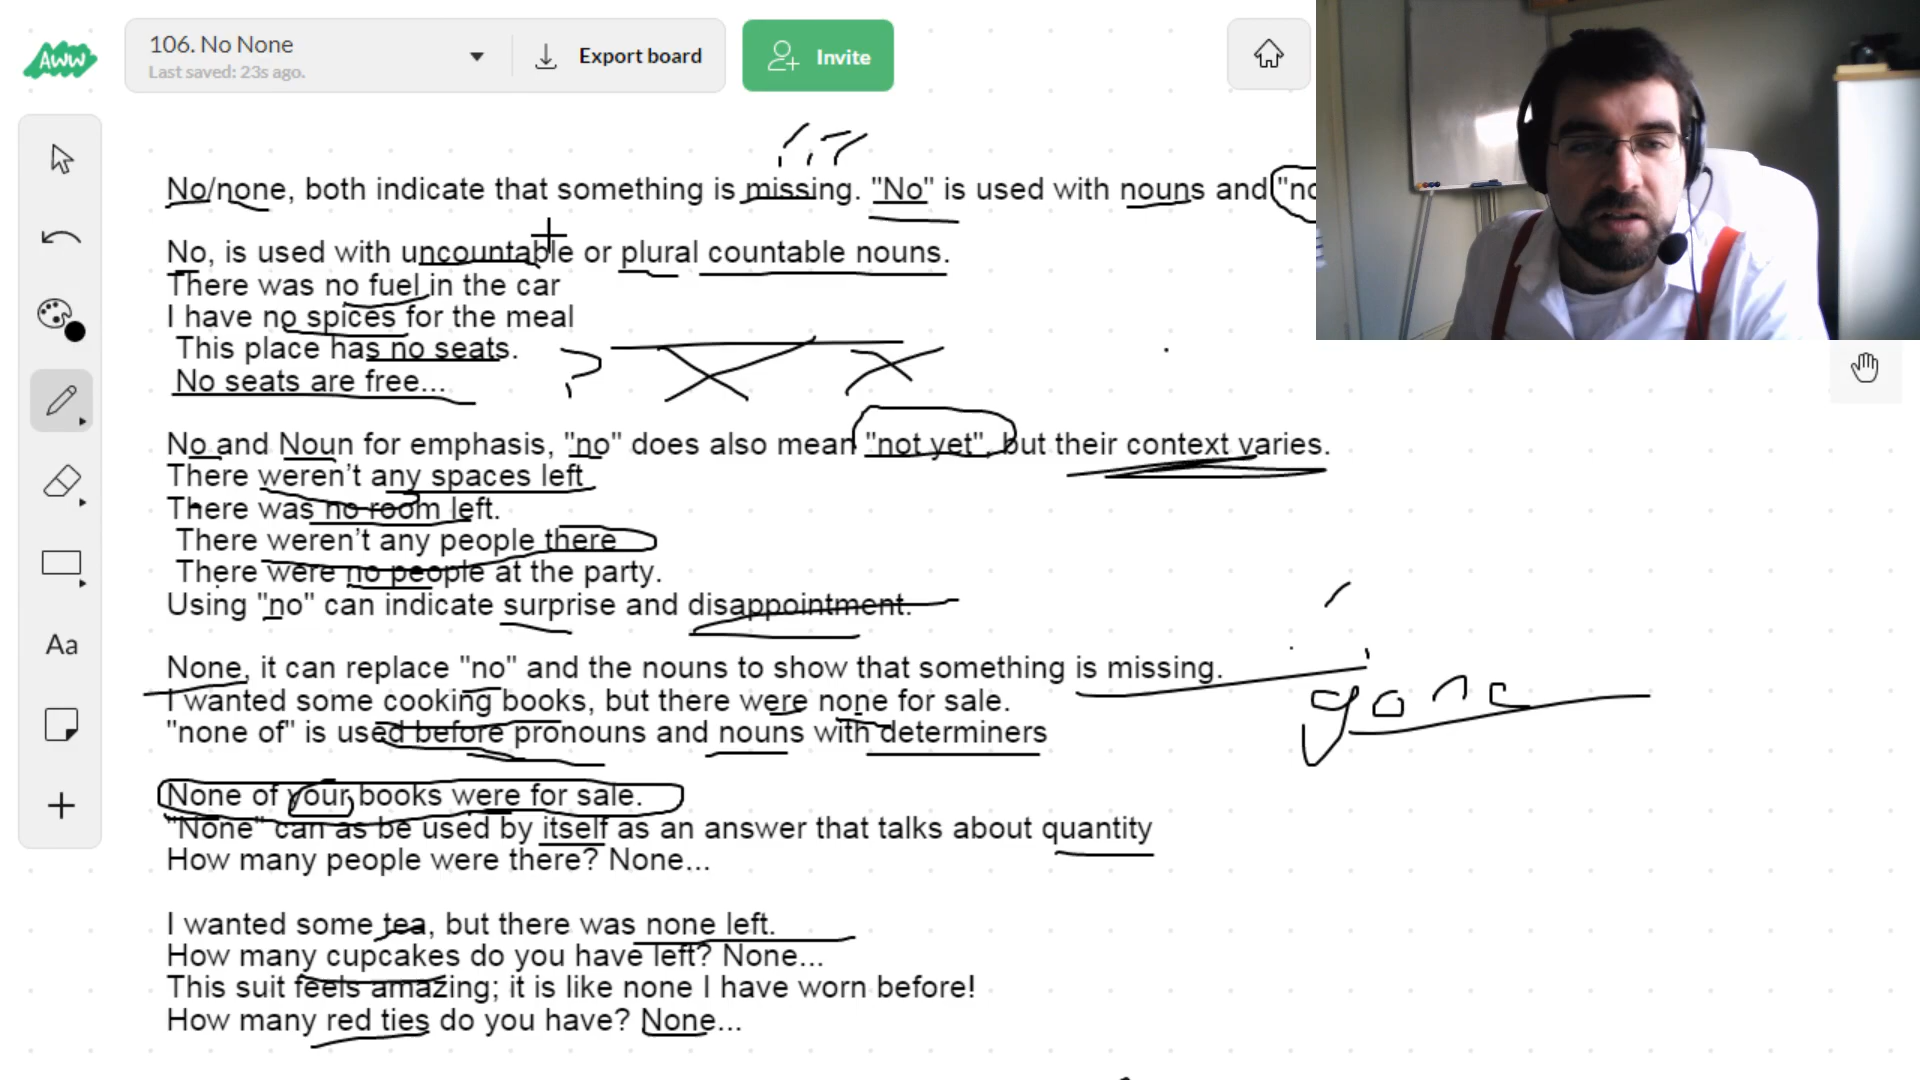 AWW
106. No None
Last saved: 23s ago.
Export board
Invite
No/none, both indicate that something is missing. "No" is used with nouns and "no
No, is used with uncountable or plural countable nouns.
There was no fuel in the car
I have no spices for the meal
This place has no seats.
No seats are free...
No and Noun for emphasis, "no" does also mean "not yet", but their context varies.
There weren't any spaces left
There was no room left.
There weren't any people there
There were no people at the party.
Using "no" can indicate surprise and disappointment.
None, it can replace "no" and the nouns to show that something is missing.
I wanted some cooking books, but there were none for sale.
gone
"none of" is used before pronouns and nouns with determiners
None of your books were for sale.
"None" can as be used by itself as an answer that talks about quantity
How many people were there? None...
I wanted some tea, but there was none left.
How many cupcakes do you have left? None...
This suit feels amazing; it is like none I have worn before!
How many red ties do you have? None...
Aa